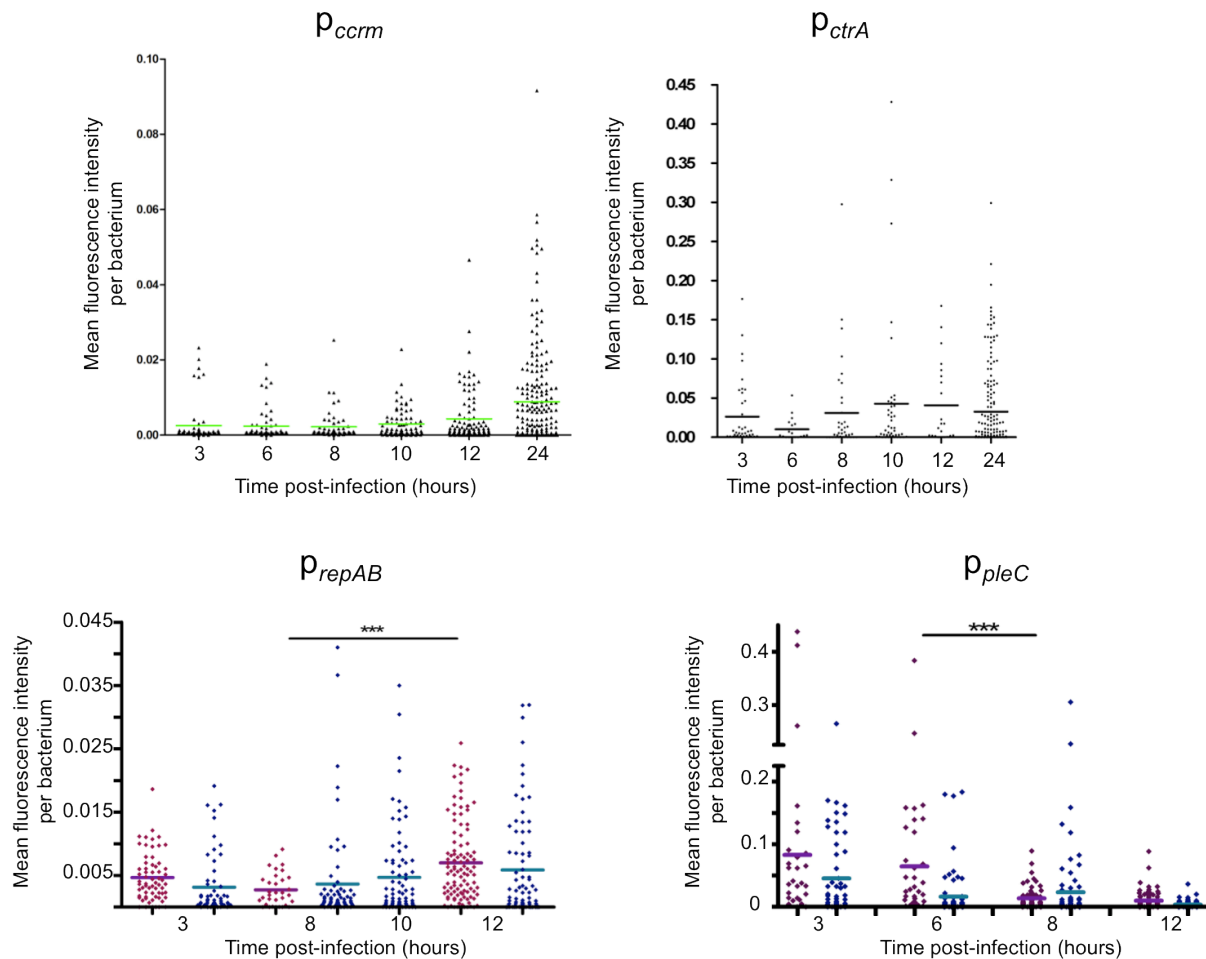 pccrm
Mean fluorescence intensity
per bacterium
0.10
0.08
0.06
0.04
0.02
0.00
3 6 8 10 12 24
Time post-infection (hours)
pctrA
Mean fluorescence intensity
per bacterium
0.45
0.40
0.35
0.30
0.25
0.20
0.15
0.10
0.05
0.00
3 6 8 10 12 24
Time post-infection (hours)
prepAB
Mean fluorescence intensity
per bacterium
0.045
0.035
0.025
0.015
0.005
***
3 8 10 12
Time post-infection (hours)
ppleC
Mean fluorescence intensity
per bacterium
0.4
0.3
0.2
0.1
0
***
3 6 8 12
Time post-infection (hours)